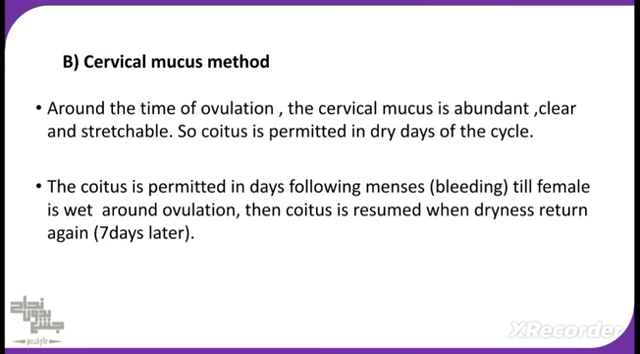 B) Cervical mucus method
• Around the time of ovulation , the cervical mucus is abundant ,clear
and stretchable. So coitus is permitted in dry days of the cycle.
• The coitus is permitted in days following menses (bleeding) till female
is wet around ovulation, then coitus is resumed when dryness return
again (7days later).
XRecorder